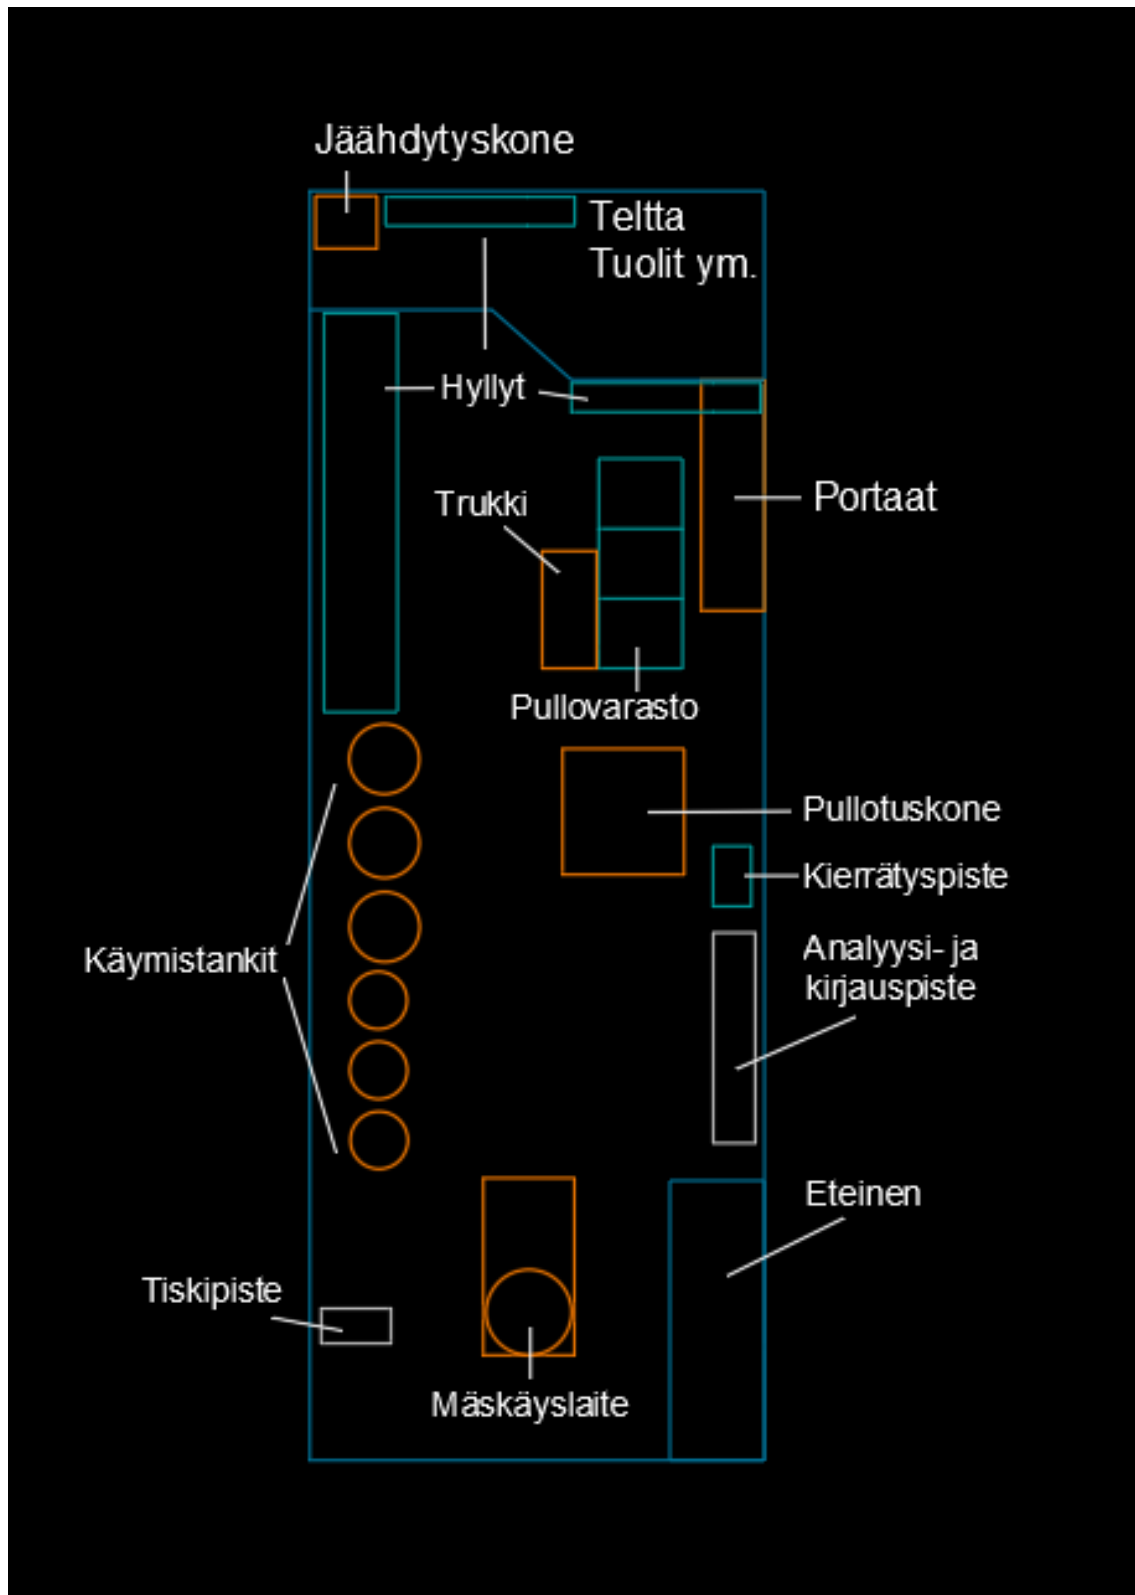 Jäähdytyskone
Teltta
Tuolit ym.
Hyllyt
Trukki
Portaat
Pullovarasto
Pullotuskone
Kierrätyspiste
Analyysi- ja
kirjauspiste
Käymistankit
Eteinen
Tiskipiste
Mäskäyslaite